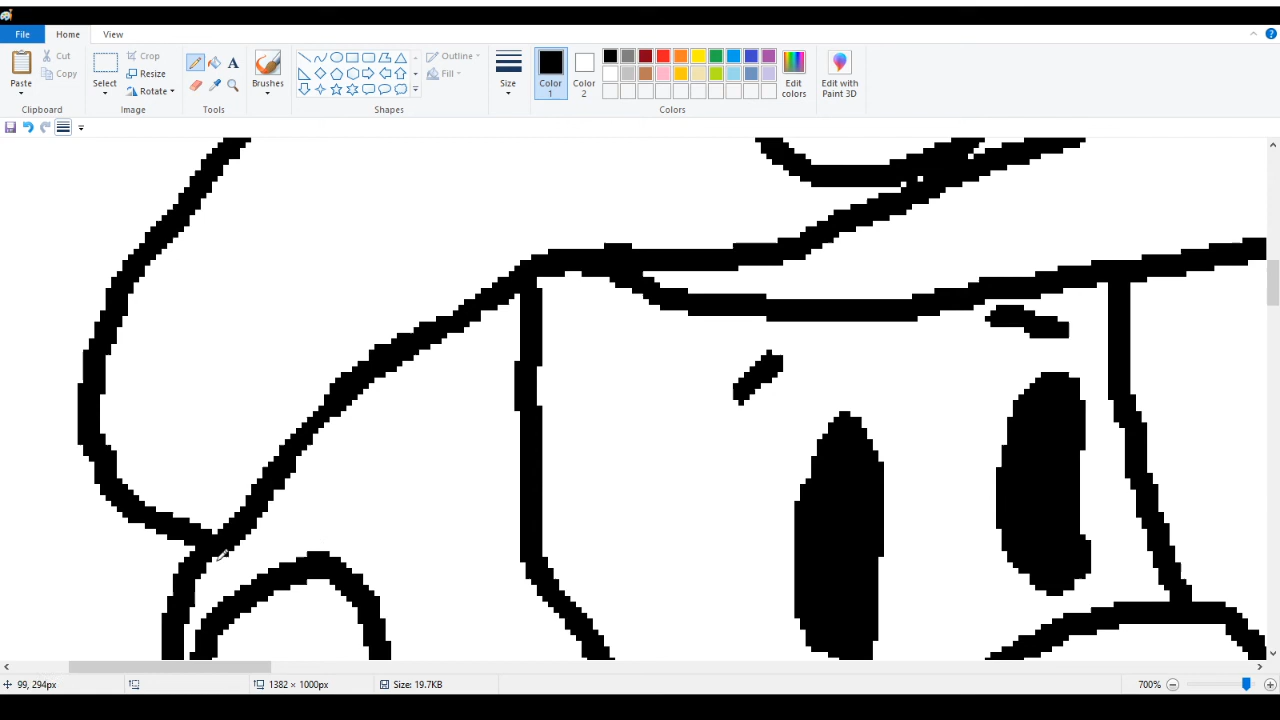 File Home View
Paste
Clipboard
Cut
Copy
Select
Crop
Resize
Rotate
Image
A
Tools
Brushes
Outline
Fill
Shapes
Size
Color
1
Color
2
Edit
colors
Colors
Edit with
Paint 3D
99, 294px
1382 × 1000px
Size: 19.7KB
700%